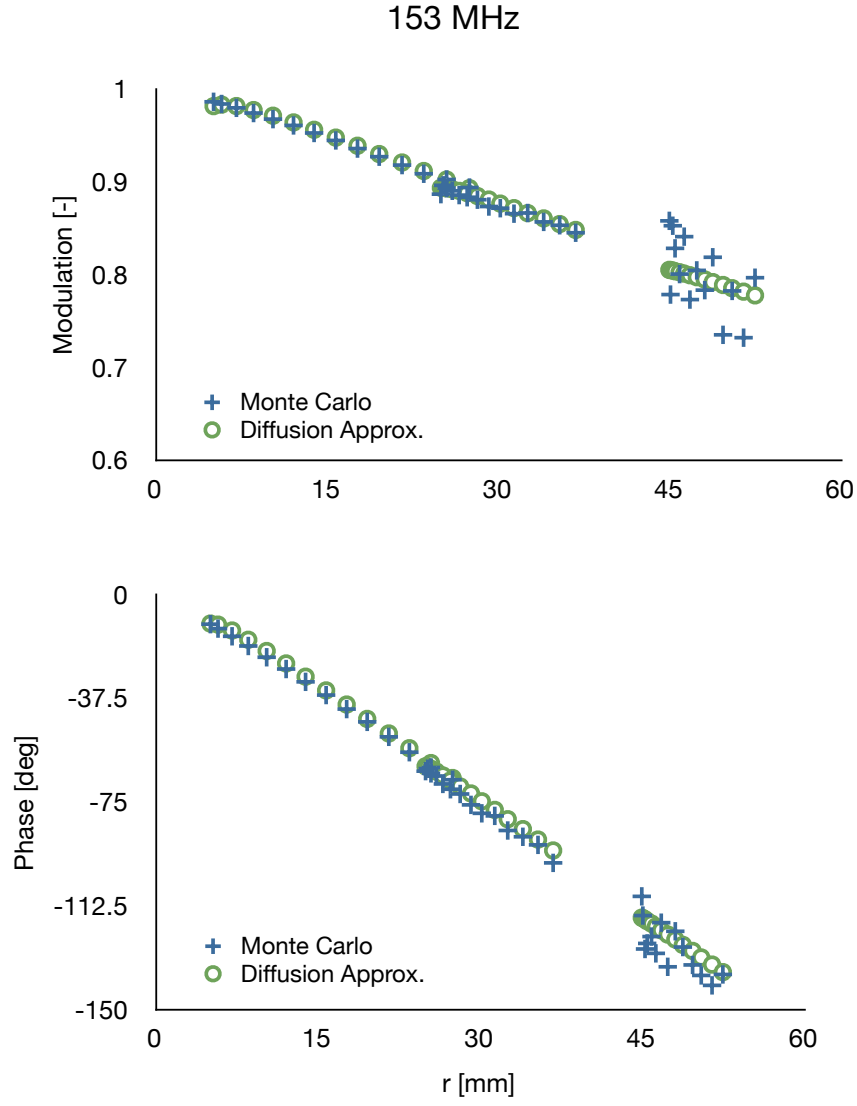 153 MHz
1
0.9
0.8
0.7
0.6
Modulation [-]
Monte Carlo
Diffusion Approx.
0 15 30 45 60
0
-37.5
-75
-112.5
-150
Phase [deg]
Monte Carlo
Diffusion Approx.
0 15 30 45 60
r [mm]